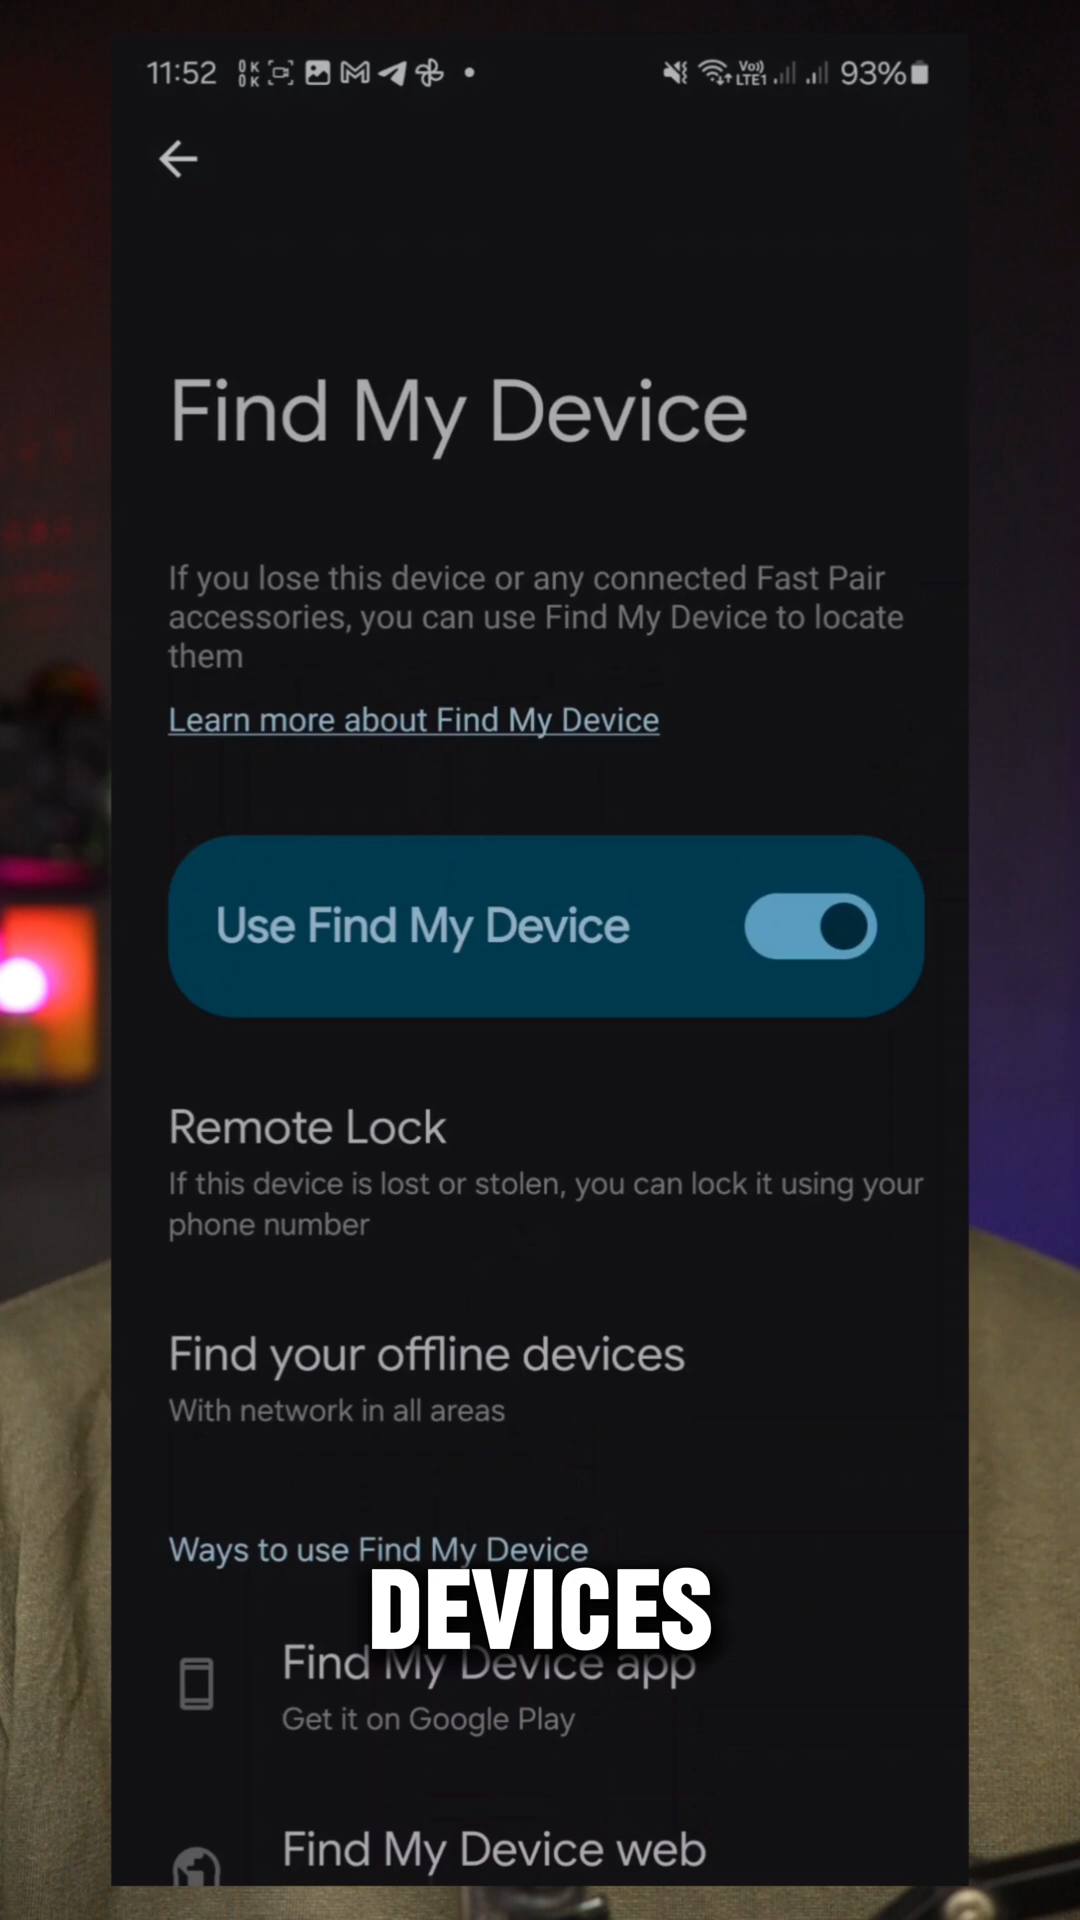 11:52
0 K
0 K
Vo))
LTE1
93%
Find My Device
If you lose this device or any connected Fast Pair
accessories, you can use Find My Device to locate
them
Learn more about Find My Device
Use Find My Device
Remote Lock
If this device is lost or stolen, you can lock it using your
phone number
Find your offline devices
With network in all areas
Ways to use Find My Device
DEVICES
Find My Device app
Get it on Google Play
Find My Device web